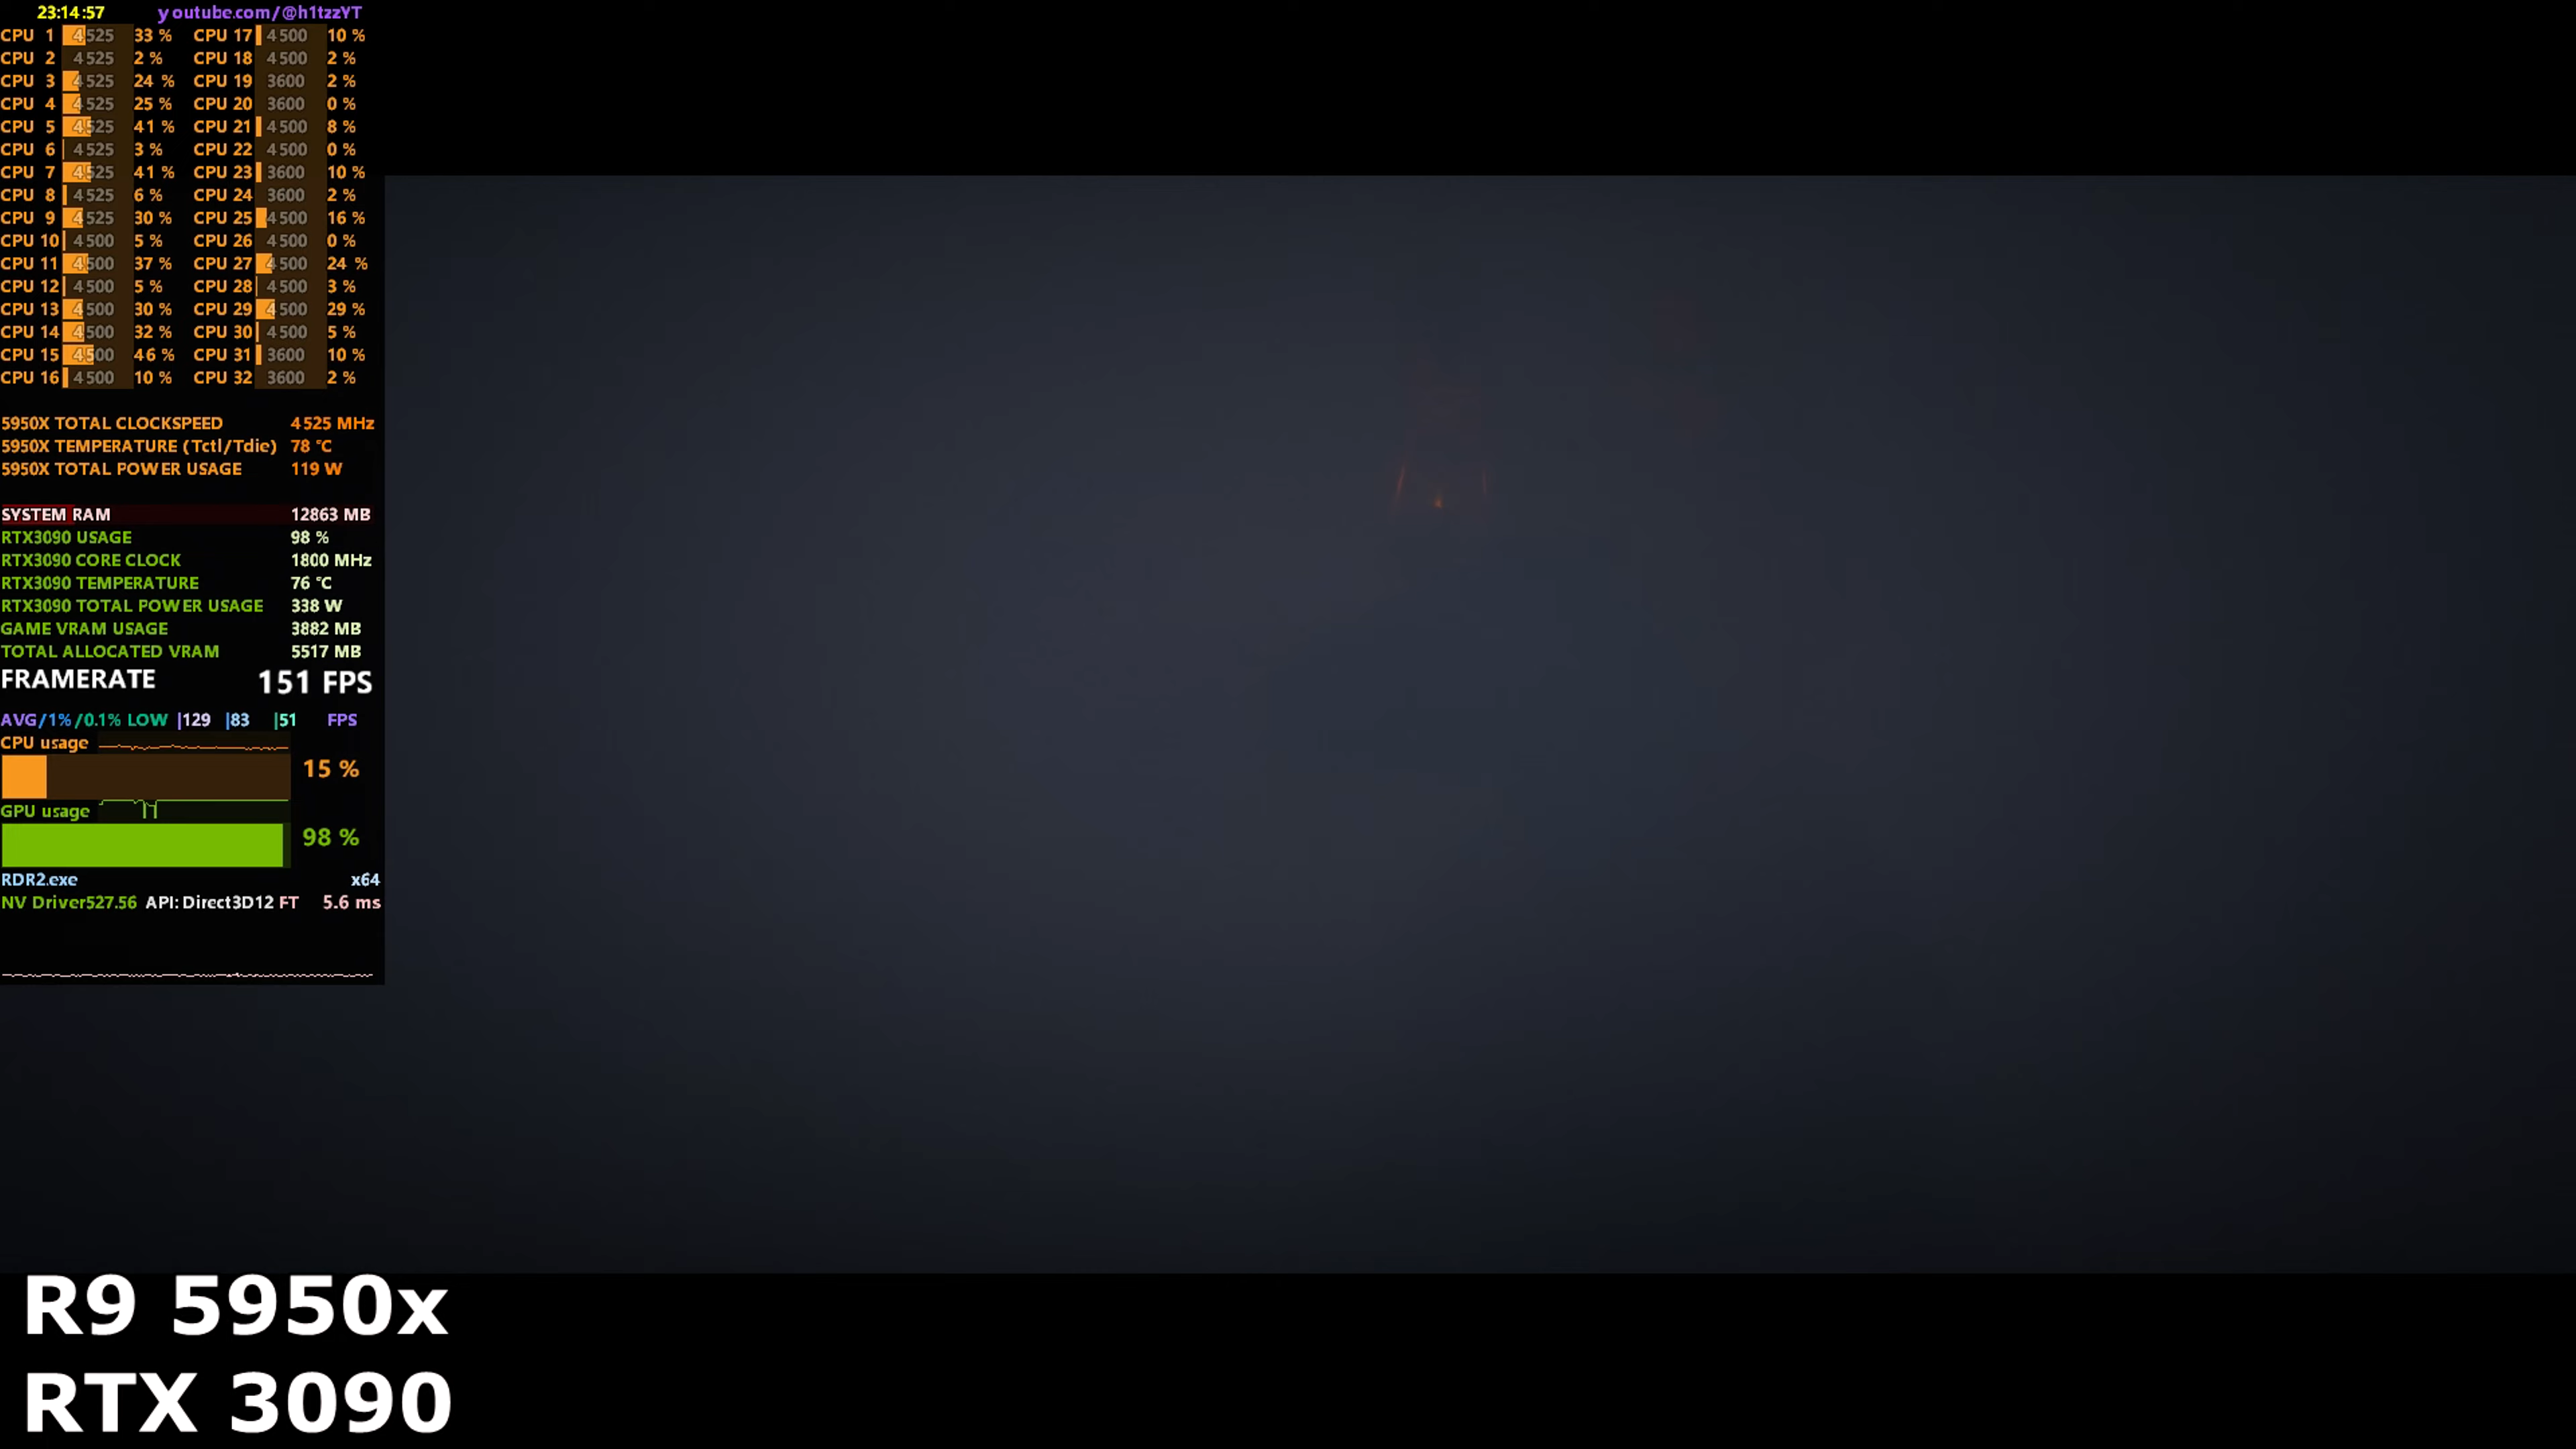 23:14:57 youtube.com/@h1tzzYT
CPU 1 4525 33 % CPU 17 4500 10 %
CPU 2 4525 2 % CPU 18 4500 2 %
CPU 3 4525 24 % CPU 19 3600 2 %
CPU 4 4525 25 % CPU 20 3600 0 %
CPU 5 4525 41 % CPU 21 4500 8 %
CPU 6 4525 3 % CPU 22 4500 0 %
CPU 7 4525 41 % CPU 23 3600 10 %
CPU 8 4525 6 % CPU 24 3600 2 %
CPU 9 4525 30 % CPU 25 4500 16 %
CPU 10 4500 5 % CPU 26 4500 0 %
CPU 11 4500 37 % CPU 27 4500 24 %
CPU 12 4500 5 % CPU 28 4500 3 %
CPU 13 4500 30 % CPU 29 4500 29 %
CPU 14 4500 32 % CPU 30 4500 5 %
CPU 15 4500 46 % CPU 31 3600 10 %
CPU 16 4500 10 % CPU 32 3600 2 %
5950X TOTAL CLOCKSPEED 4525 MHz
5950X TEMPERATURE (Tctl/Tdie) 78 °C
5950X TOTAL POWER USAGE 119 W
SYSTEM RAM 12863 MB
RTX3090 USAGE 98 %
RTX3090 CORE CLOCK 1800 MHz
RTX3090 TEMPERATURE 76 °C
RTX3090 TOTAL POWER USAGE 338 W
GAME VRAM USAGE 3882 MB
TOTAL ALLOCATED VRAM 5517 MB
FRAMERATE 151 FPS
AVG/1%/0.1% LOW |129 |83 |51 FPS
CPU usage
15 %
GPU usage
98 %
RDR2.exe x64
NV Driver527.56 API: Direct3D12 FT 5.6 ms
R9 5950x
RTX 3090